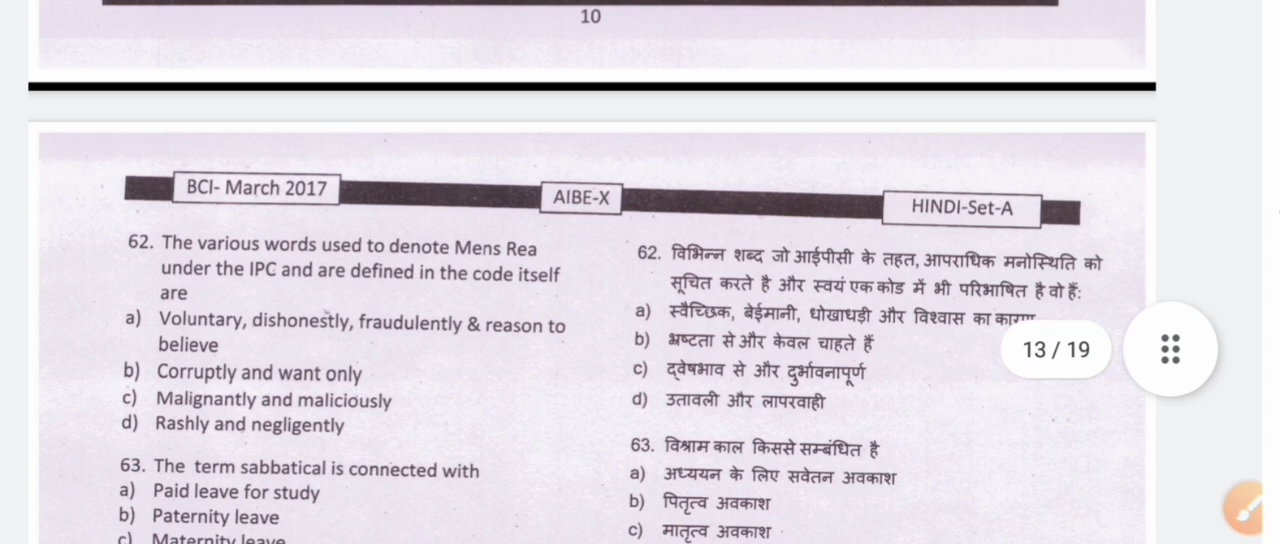 10
BCI- March 2017
AIBE-X
HINDI-Set-A
62. The various words used to denote Mens Rea
under the IPC and are defined in the code itself
are
a) Voluntary, dishonestly, fraudulently & reason to
believe
b) Corruptly and want only
c) Malignantly and maliciously
d) Rashly and negligently
63. The term sabbatical is connected with
a) Paid leave for study
b) Paternity leave
c) Maternity leave
62. विभिन्न शब्द जो आईपीसी के तहत, आपराधिक मनोस्थिति को
सूचित करते है और स्वयं एक कोड में भी परिभाषित है वो हैं:
a) स्वैच्छिक, बेईमानी, धोखाधड़ी और विश्वास का कारण
b) भ्रष्टता से और केवल चाहते हैं
c) द्वेषभाव से और दुर्भावनापूर्ण
d) उतावली और लापरवाही
63. विश्राम काल किससे सम्बंधित है
a) अध्ययन के लिए सवेतन अवकाश
b) पितृत्व अवकाश
c) मातृत्व अवकाश
13 / 19